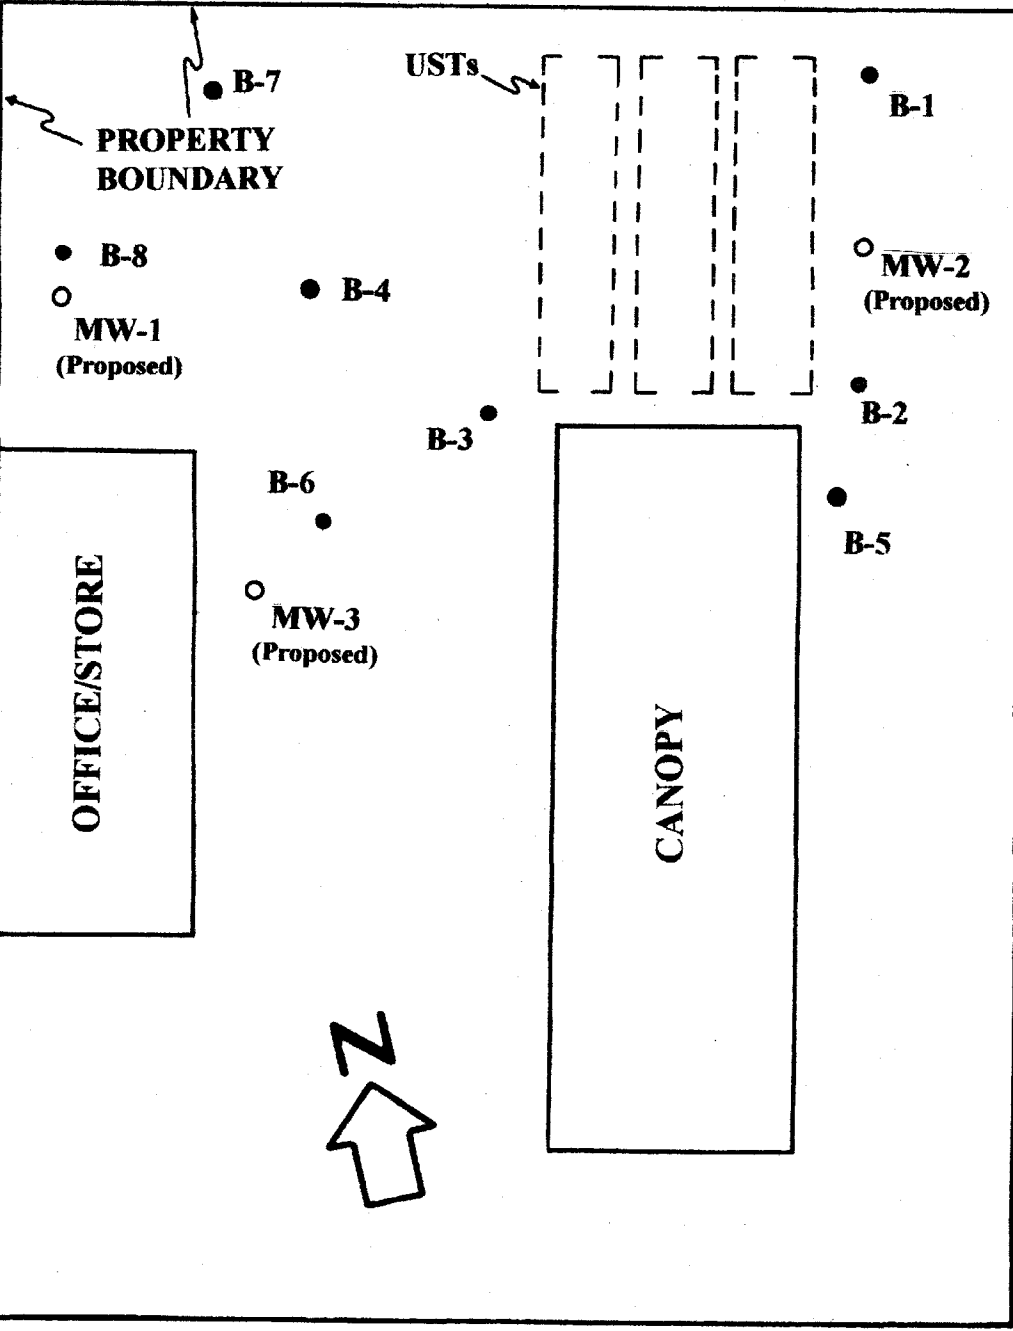 USTs
B-7
B-1
PROPERTY
BOUNDARY
B-8
MW-2
(Proposed)
B-4
MW-1
(Proposed)
B-2
B-3
B-6
B-5
MW-3
(Proposed)
OFFICE/STORE
CANOPY
N